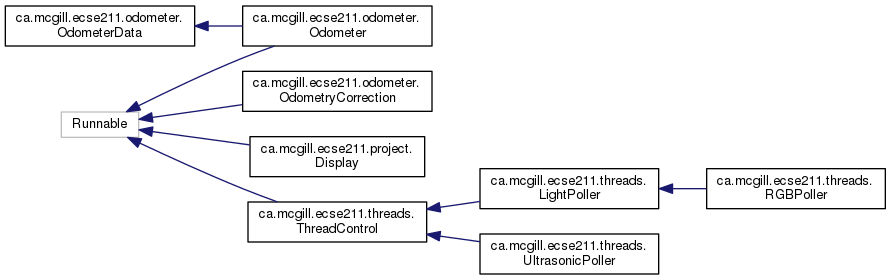 ca.mcgill.ecse211.odometer.
OdometerData
ca.mcgill.ecse211.odometer.
Odometer
ca.mcgill.ecse211.odometer.
OdometryCorrection
Runnable
ca.mcgill.ecse211.project.
Display
ca.mcgill.ecse211.threads.
ThreadControl
ca.mcgill.ecse211.threads.
LightPoller
ca.mcgill.ecse211.threads.
RGBPoller
ca.mcgill.ecse211.threads.
UltrasonicPoller